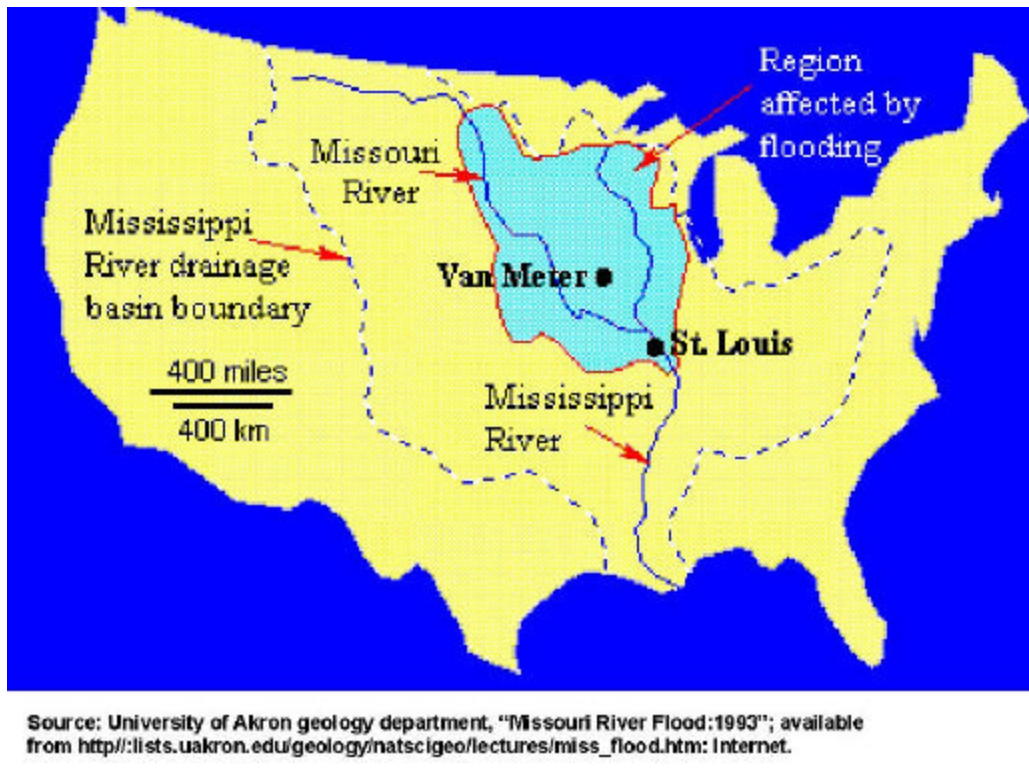 Region
affected by
flooding
Missouri
River
Mississippi
River drainage
basin boundary
Van Meter
St. Louis
400 miles
400 km
Mississippi
River
Source: University of Akron geology department, “Missouri River Flood:1993”; available
from http//:lists.uakron.edu/geology/natscigeo/lectures/miss_flood.htm: Internet.